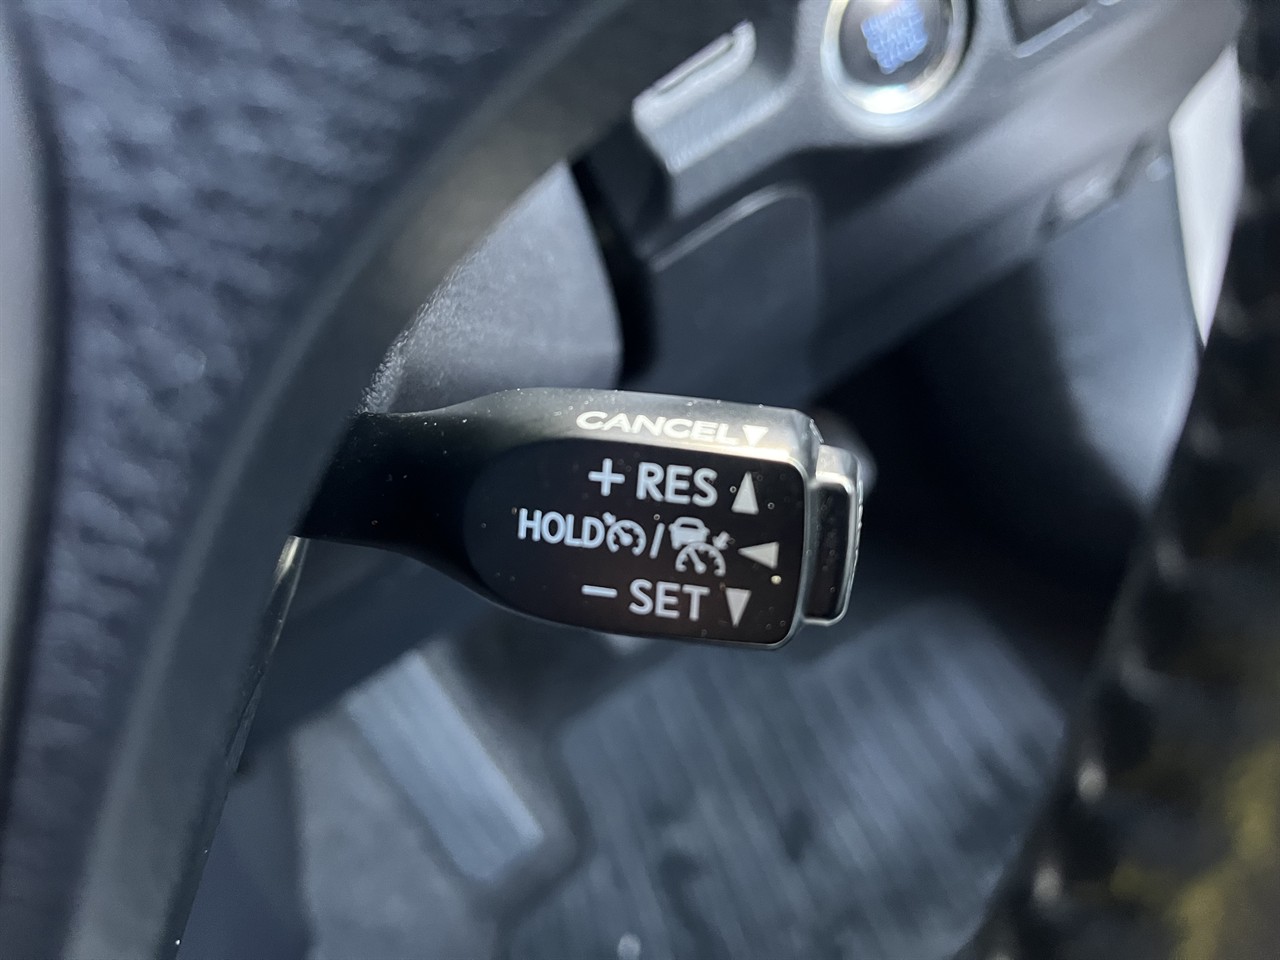 CANCEL▼
+ RES ▲
HOLD / ◀
− SET ▼